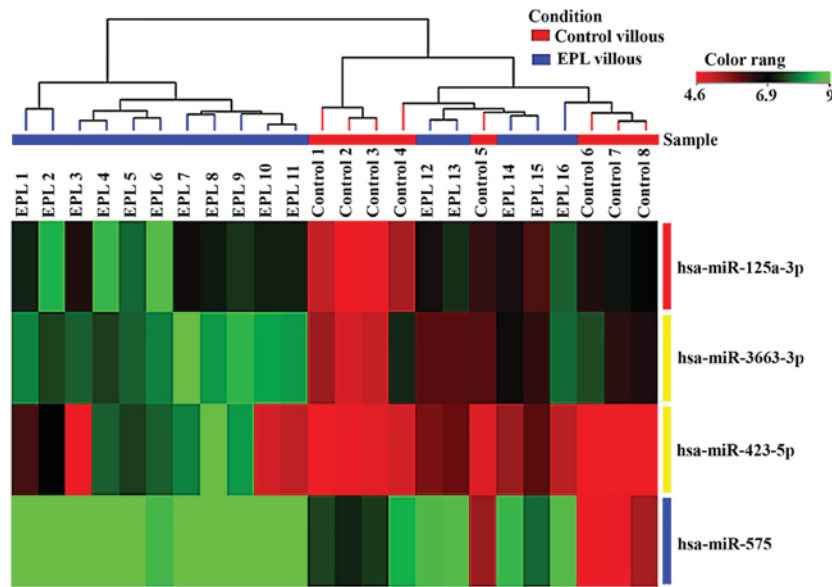 Condition
Control villous
EPL villous
Color rang
4.6 6.9 9
Sample
EPL 1 EPL 2 EPL 3 EPL 4 EPL 5 EPL 6 EPL 7 EPL 8 EPL 9 EPL 10 EPL 11 Control 1 Control 2 Control 3 Control 4 EPL 12 EPL 13 Control 5 EPL 14 EPL 15 EPL 16 Control 6 Control 7 Control 8
hsa-miR-125a-3p
hsa-miR-3663-3p
hsa-miR-423-5p
hsa-miR-575